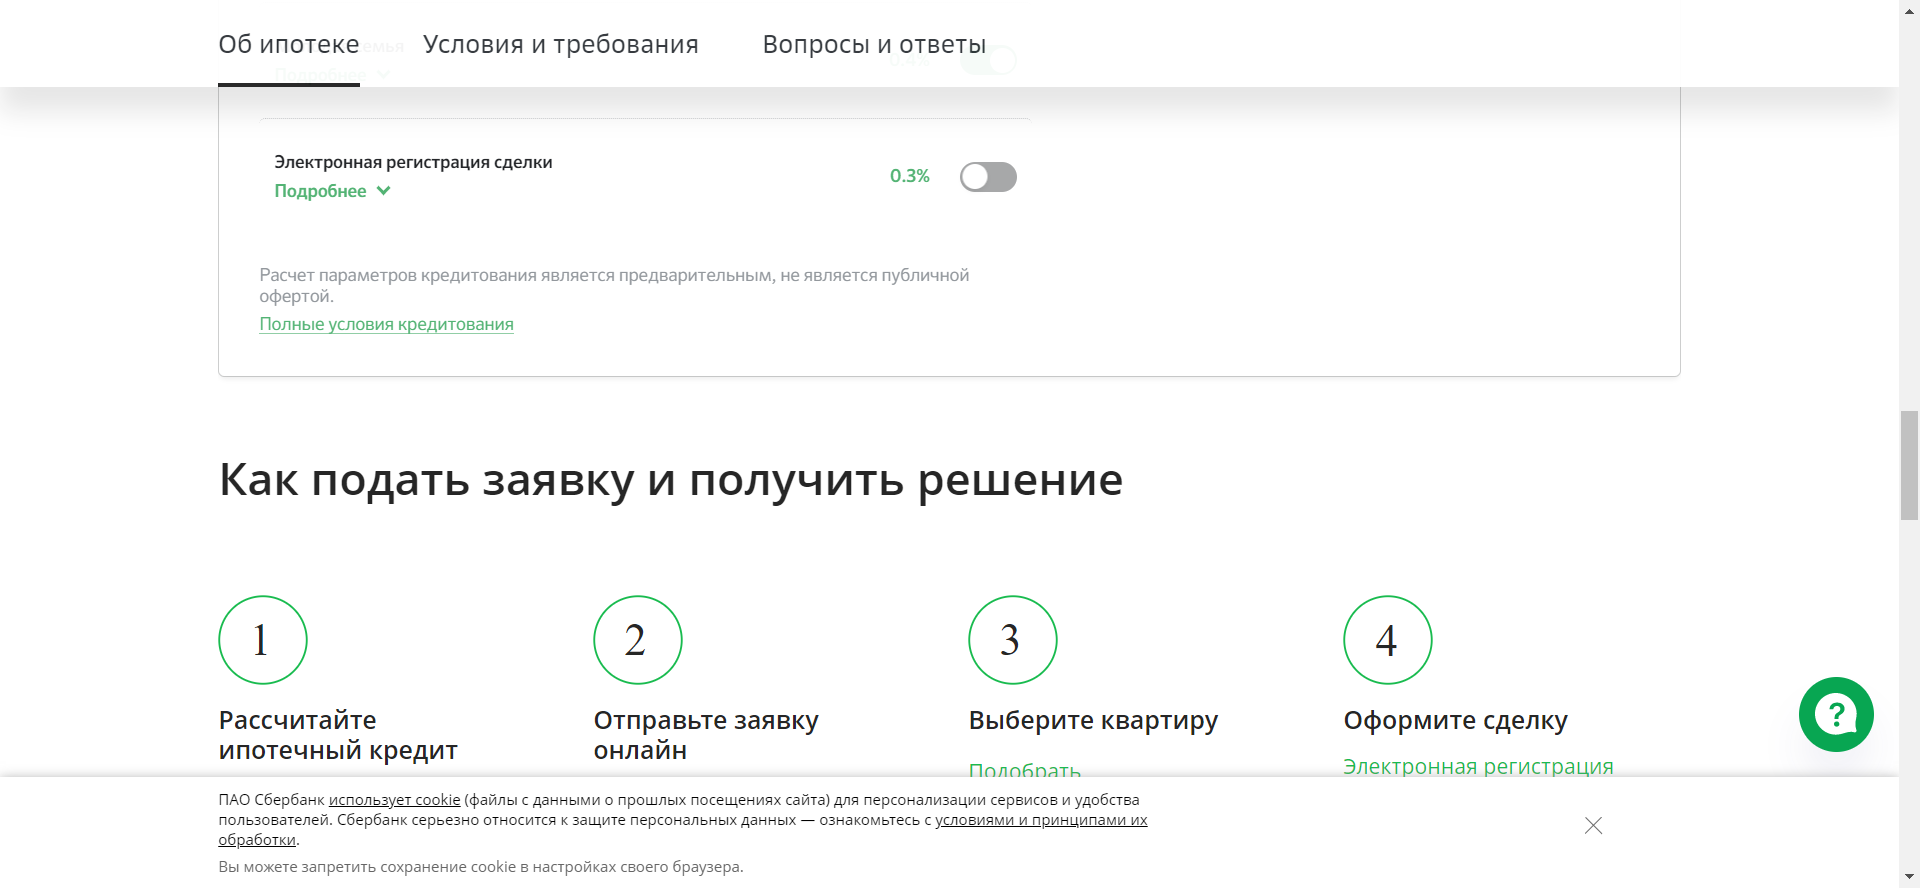 Об ипотеке Условия и требования Вопросы и ответы
Подробнее
Электронная регистрация сделки
0.3%
Подробнее
Расчет параметров кредитования является предварительным, не является публичной
офертой.
Полные условия кредитования
Как подать заявку и получить решение
1
Рассчитайте
ипотечный кредит
2
Отправьте заявку
онлайн
3
Выберите квартиру
Подобрать
4
Оформите сделку
Электронная регистрация
?
ПАО Сбербанк использует cookie (файлы с данными о прошлых посещениях сайта) для персонализации сервисов и удобства
пользователей. Сбербанк серьезно относится к защите персональных данных — ознакомьтесь с условиями и принципами их
обработки.
Вы можете запретить сохранение cookie в настройках своего браузера.